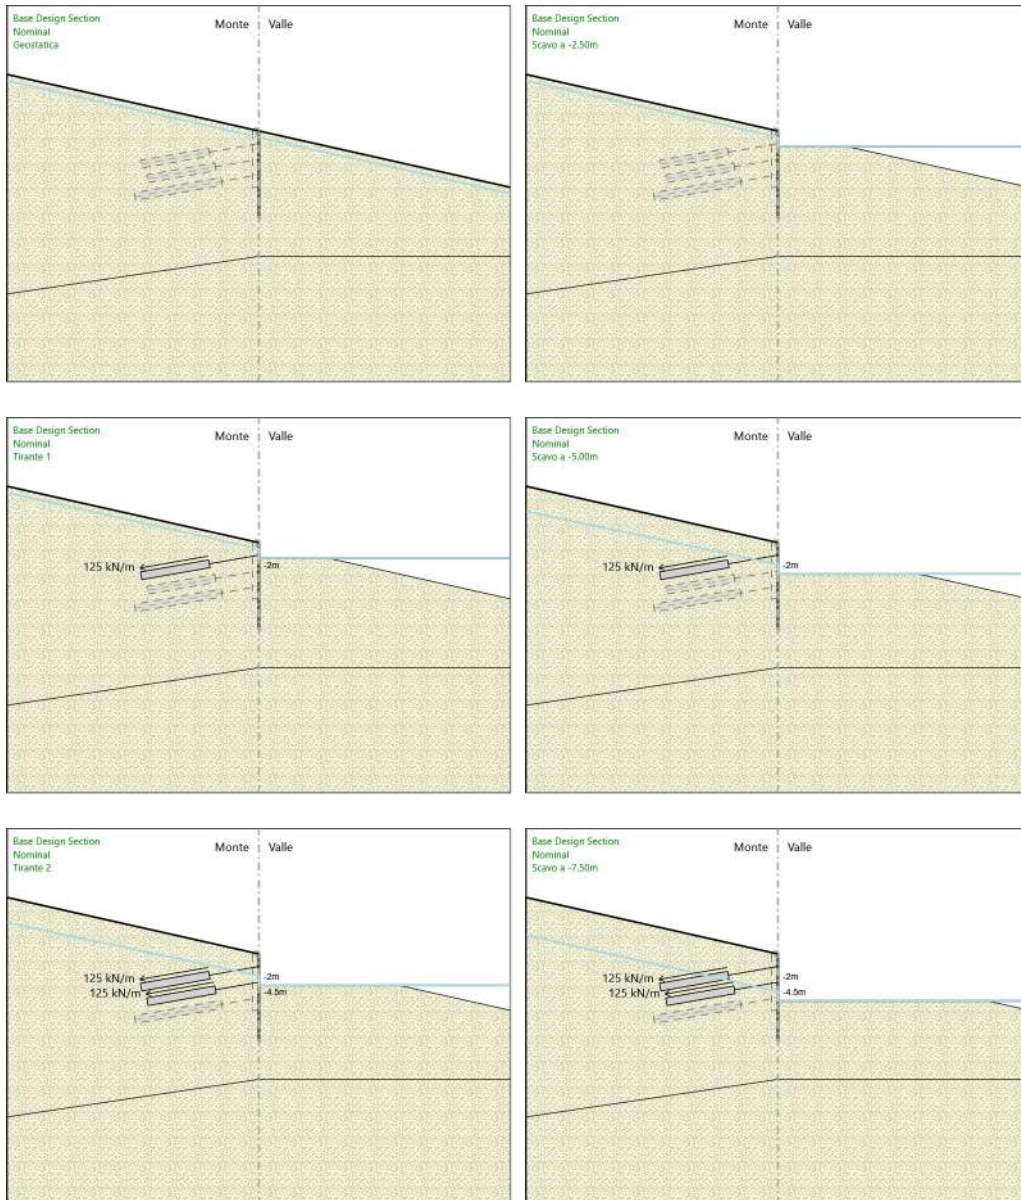 Base Design Section
Nominal
Geostatica
Monte Valle
Base Design Section
Nominal
Scavo a -2.50m
Monte Valle
Base Design Section
Nominal
Tirante 1
Monte Valle
125 kN/m
-2m
Base Design Section
Nominal
Scavo a -5.00m
Monte Valle
125 kN/m
-2m
Base Design Section
Nominal
Tirante 2
Monte Valle
125 kN/m
-2m
125 kN/m
-4.5m
Base Design Section
Nominal
Scavo a -7.50m
Monte Valle
125 kN/m
-2m
125 kN/m
-4.5m